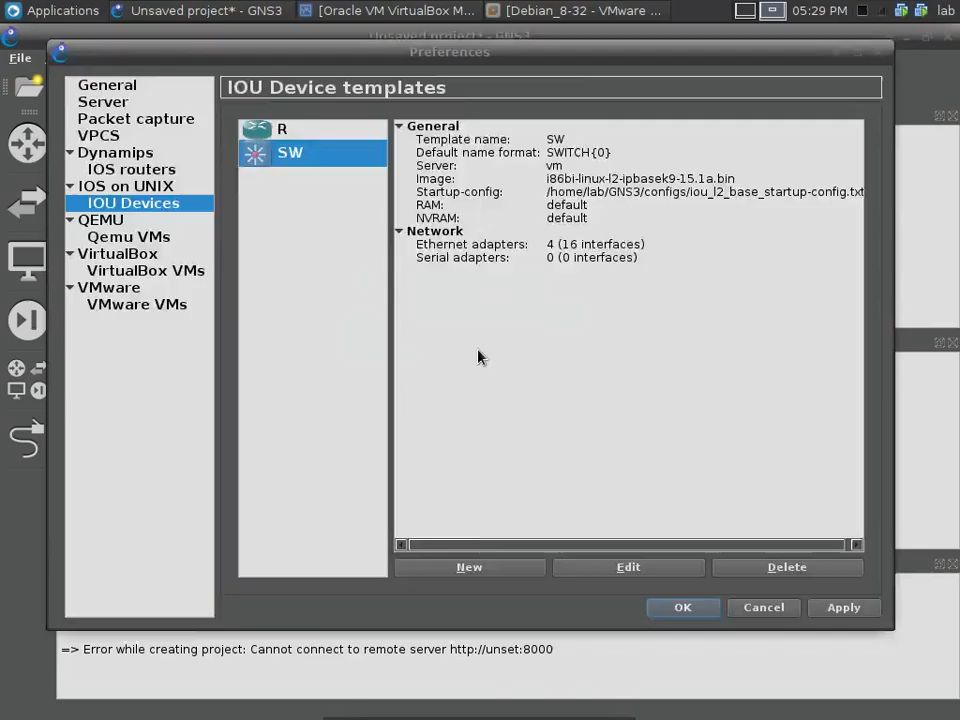 Applications
Unsaved project* - GNS3
[Oracle VM VirtualBox M...
[Debian_8-32 - VMware ...
05:29 PM
lab
Unsaved project* - GNS3
Preferences
File
General
Server
Packet capture
VPCS
Dynamips
IOS routers
IOS on UNIX
IOU Devices
QEMU
Qemu VMs
VirtualBox
VirtualBox VMs
VMware
VMware VMs
IOU Device templates
R
SW
General
Template name: SW
Default name format: SWITCH{0}
Server: vm
Image: i86bi-linux-l2-ipbasek9-15.1a.bin
Startup-config: /home/lab/GNS3/configs/iou_l2_base_startup-config.txt
RAM: default
NVRAM: default
Network
Ethernet adapters: 4 (16 interfaces)
Serial adapters: 0 (0 interfaces)
New
Edit
Delete
OK
Cancel
Apply
=> Error while creating project: Cannot connect to remote server http://unset:8000